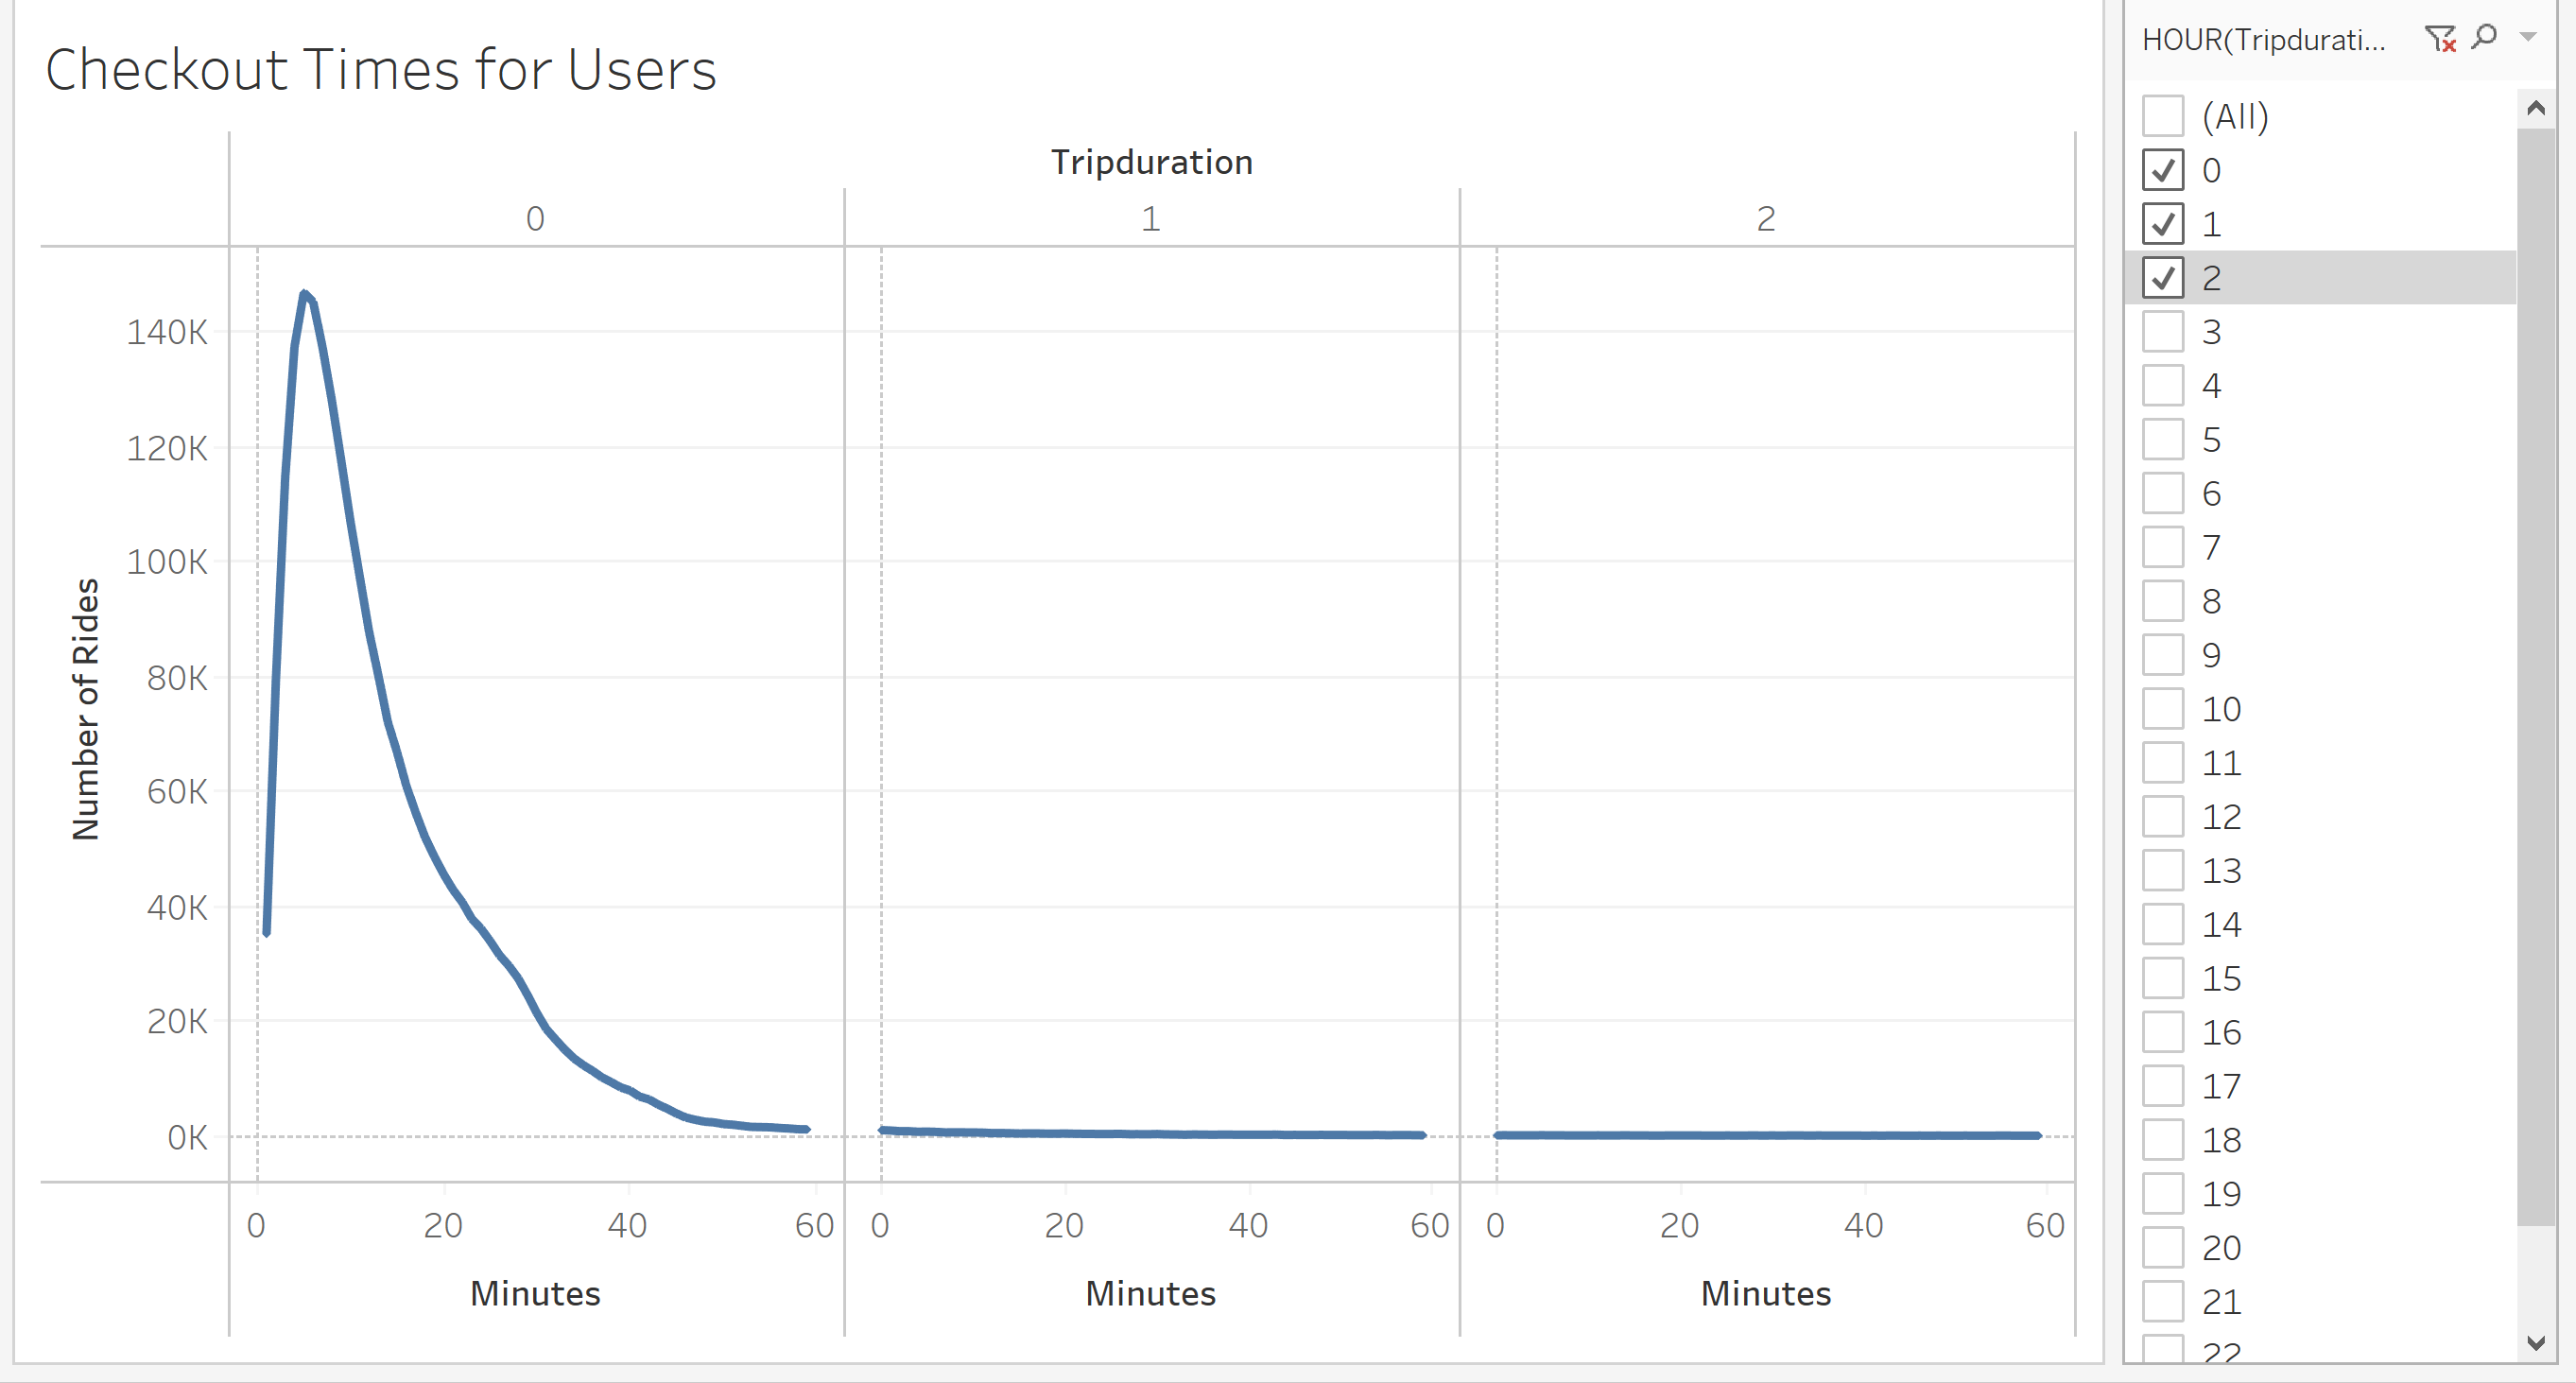 Checkout Times for Users
Tripduration
0 1 2
140K
120K
100K
80K
60K
40K
20K
0K
Number of Rides
0 20 40 60 0 20 40 60 0 20 40 60
Minutes Minutes Minutes
HOUR(Tripdurati...
(All)
0
1
2
3
4
5
6
7
8
9
10
11
12
13
14
15
16
17
18
19
20
21
22